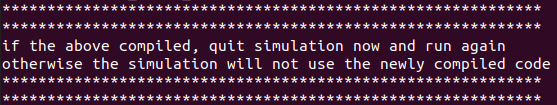 ************************************************************
************************************************************
if the above compiled, quit simulation now and run again
otherwise the simulation will not use the newly compiled code
************************************************************
************************************************************